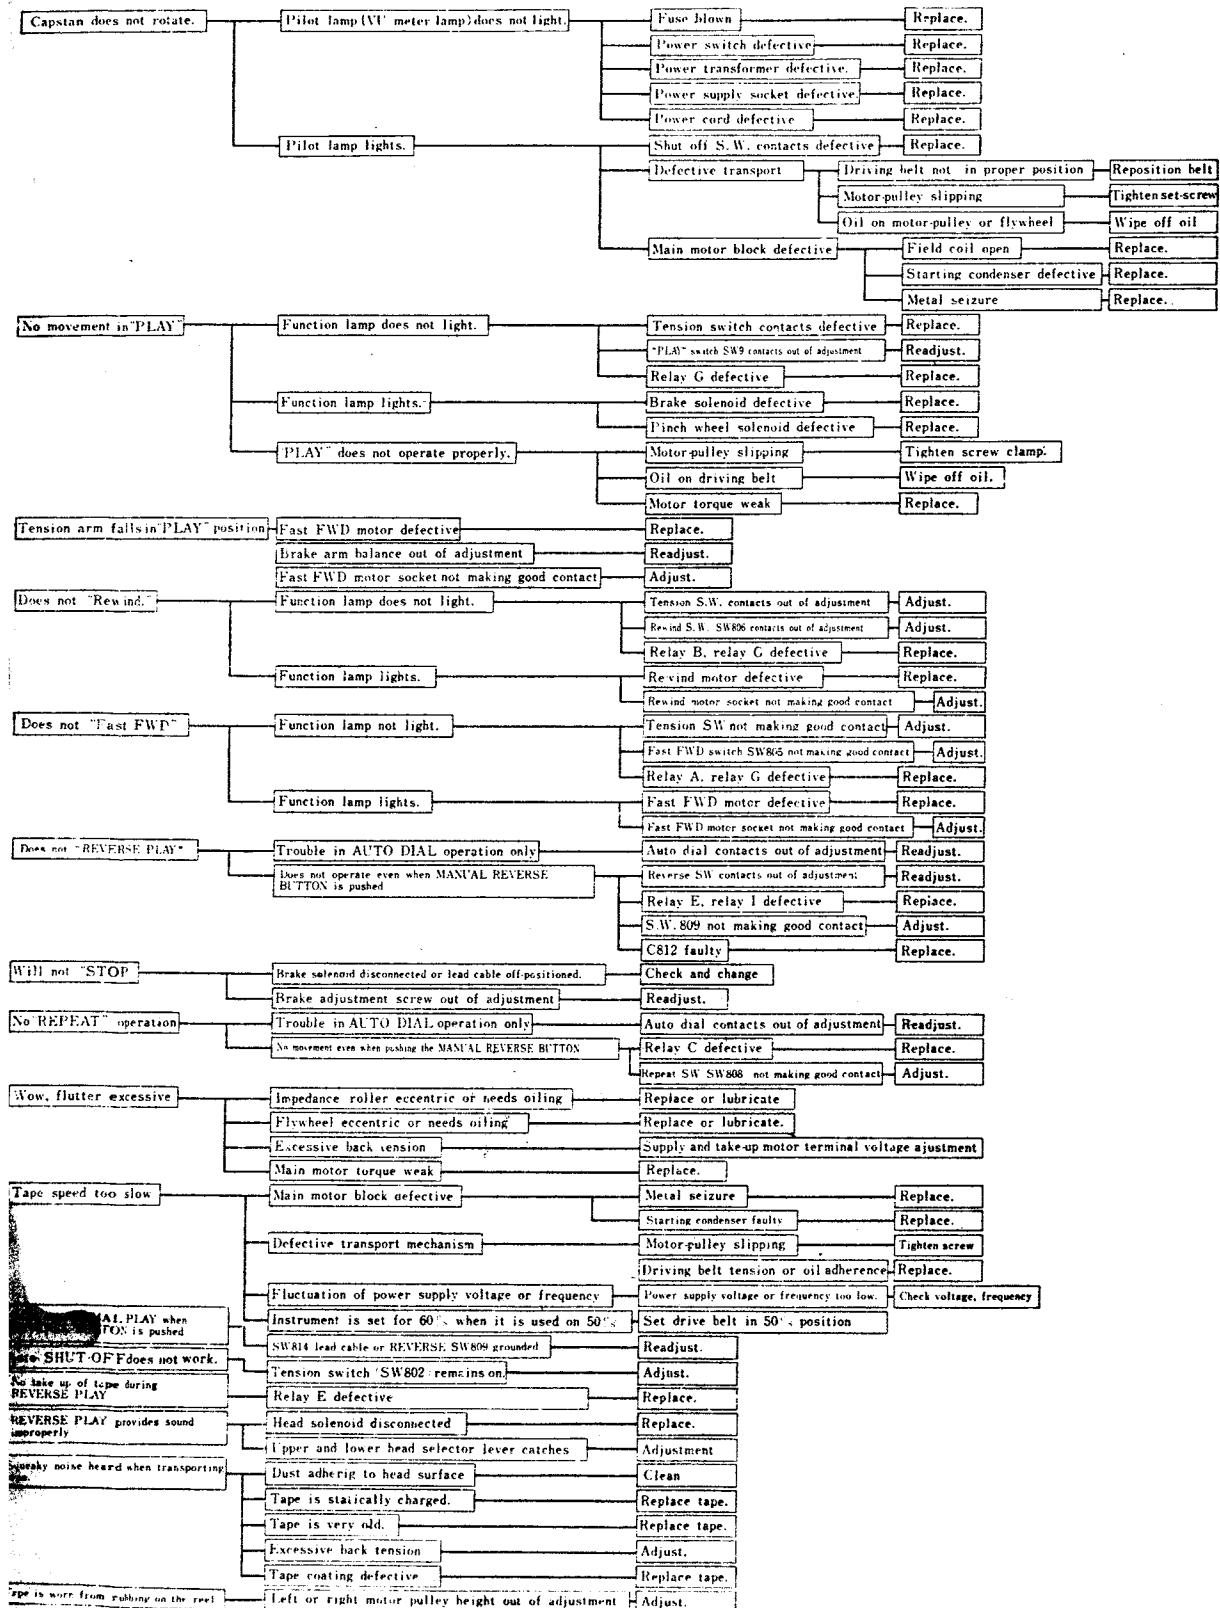 Capstan does not rotate.
Pilot lamp (VU meter lamp) does not light.
Fuse blown
Replace.
Power switch defective
Replace.
Power transformer defective.
Replace.
Power supply socket defective.
Replace.
Power cord defective
Replace.
Pilot lamp lights.
Shut off S.W. contacts defective
Replace.
Defective transport
Driving belt not in proper position
Reposition belt
Motor-pulley slipping
Tighten set-screw
Oil on motor-pulley or flywheel
Wipe off oil
Main motor block defective
Field coil open
Replace.
Starting condenser defective
Replace.
Metal seizure
Replace.
No movement in "PLAY"
Function lamp does not light.
Tension switch contacts defective
Replace.
"PLAY" switch SW9 contacts out of adjustment
Readjust.
Relay G defective
Replace.
Function lamp lights.
Brake solenoid defective
Replace.
Pinch wheel solenoid defective
Replace.
"PLAY" does not operate properly.
Motor-pulley slipping
Tighten screw clamp.
Oil on driving belt
Wipe off oil.
Motor torque weak
Replace.
Tension arm falls in "PLAY" position
Fast FWD motor defective
Replace.
Brake arm balance out of adjustment
Readjust.
Fast FWD motor socket not making good contact
Adjust.
Does not "Rewind."
Function lamp does not light.
Tension S.W. contacts out of adjustment
Adjust.
Rewind S.W. SW806 contacts out of adjustment
Adjust.
Relay B, relay G defective
Replace.
Function lamp lights.
Rewind motor defective
Replace.
Rewind motor socket not making good contact
Adjust.
Does not "Fast FWD"
Function lamp not light.
Tension SW not making good contact
Adjust.
Fast FWD switch SW805 not making good contact
Adjust.
Relay A, relay G defective
Replace.
Function lamp lights.
Fast FWD motor defective
Replace.
Fast FWD motor socket not making good contact
Adjust.
Does not "REVERSE PLAY"
Trouble in AUTO DIAL operation only
Auto dial contacts out of adjustment
Readjust.
Does not operate even when MANUAL REVERSE
BUTTON is pushed
Reverse SW contacts out of adjustment
Readjust.
Relay E, relay I defective
Replace.
S.W. 809 not making good contact
Adjust.
C812 faulty
Replace.
Will not "STOP
Brake solenoid disconnected or lead cable off-positioned.
Check and change
Brake adjustment screw out of adjustment
Readjust.
No "REPEAT" operation
Trouble in AUTO DIAL operation only
Auto dial contacts out of adjustment
Readjust.
No movement even when pushing the MANUAL REVERSE BUTTON
Relay C defective
Replace.
Repeat SW SW808 not making good contact
Adjust.
Wow, flutter excessive
Impedance roller eccentric or needs oiling
Replace or lubricate
Flywheel eccentric or needs oiling
Replace or lubricate.
Excessive back tension
Supply and take-up motor terminal voltage ajustment
Main motor torque weak
Replace.
Tape speed too slow
Main motor block defective
Metal seizure
Replace.
Starting condenser faulty
Replace.
Defective transport mechanism
Motor-pulley slipping
Tighten screw
Driving belt tension or oil adherence
Replace.
Fluctuation of power supply voltage or frequency
Power supply voltage or frequency too low.
Check voltage, frequency
Instrument is set for 60 when it is used on 50
Set drive belt in 50 position
PLAY when
is pushed
SW814 lead cable or REVERSE SW809 grounded
Readjust.
SHUT-OFF does not work.
Tension switch SW802 remains on.
Adjust.
No take up of tape during
REVERSE PLAY
Relay E defective
Replace.
REVERSE PLAY provides sound
improperly
Head solenoid disconnected
Replace.
Upper and lower head selector lever catches
Adjustment
noise heard when transporting
Dust adherig to head surface
Clean
Tape is statically charged.
Replace tape.
Tape is very old.
Replace tape.
Excessive back tension
Adjust.
Tape coating defective
Replace tape.
is worn from rubbing on the reel
Left or right motor pulley height out of adjustment
Adjust.